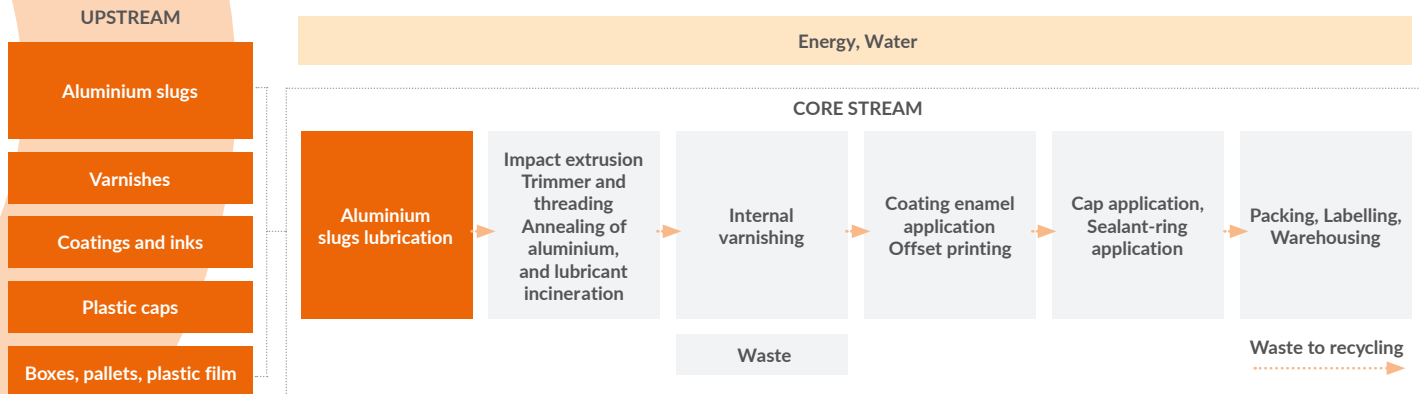 UPSTREAM
Aluminium slugs
Varnishes
Coatings and inks
Plastic caps
Boxes, pallets, plastic film
Energy, Water
CORE STREAM
Aluminium
slugs lubrication
Impact extrusion
Trimmer and
threading
Annealing of
aluminium,
and lubricant
incineration
Internal
varnishing
Coating enamel
application
Offset printing
Cap application,
Sealant-ring
application
Packing, Labelling,
Warehousing
Waste
Waste to recycling